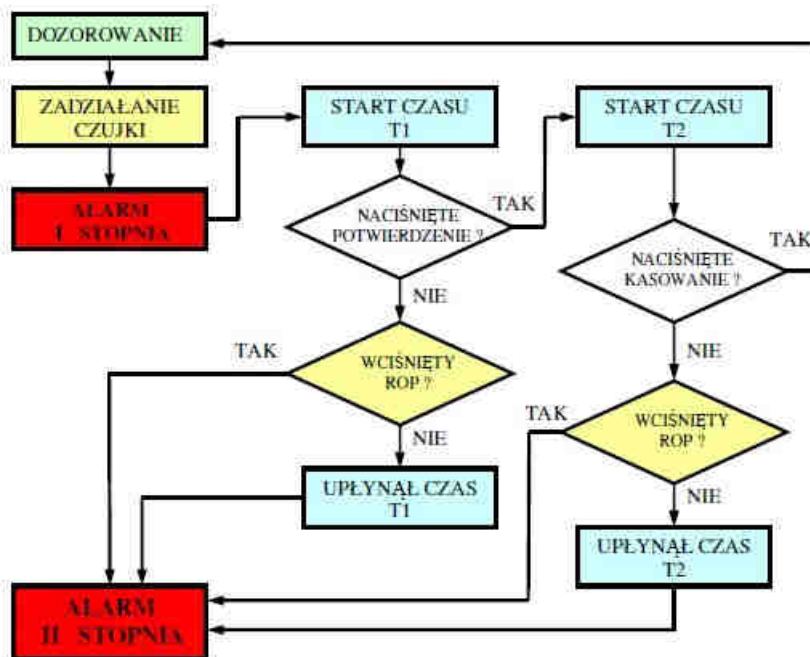 DOZOROWANIE
ZADZIAŁANIE
CZUJKI
ALARM
I STOPNIA
START CZASU
T1
NACIŚNIĘTE
POTWIERDZENIE ?
TAK
NIE
WCIŚNIĘTY
ROP ?
TAK
NIE
UPŁYNĄŁ CZAS
T1
START CZASU
T2
NACIŚNIĘTE
KASOWANIE ?
TAK
NIE
WCIŚNIĘTY
ROP ?
TAK
NIE
UPŁYNĄŁ CZAS
T2
ALARM
II STOPNIA